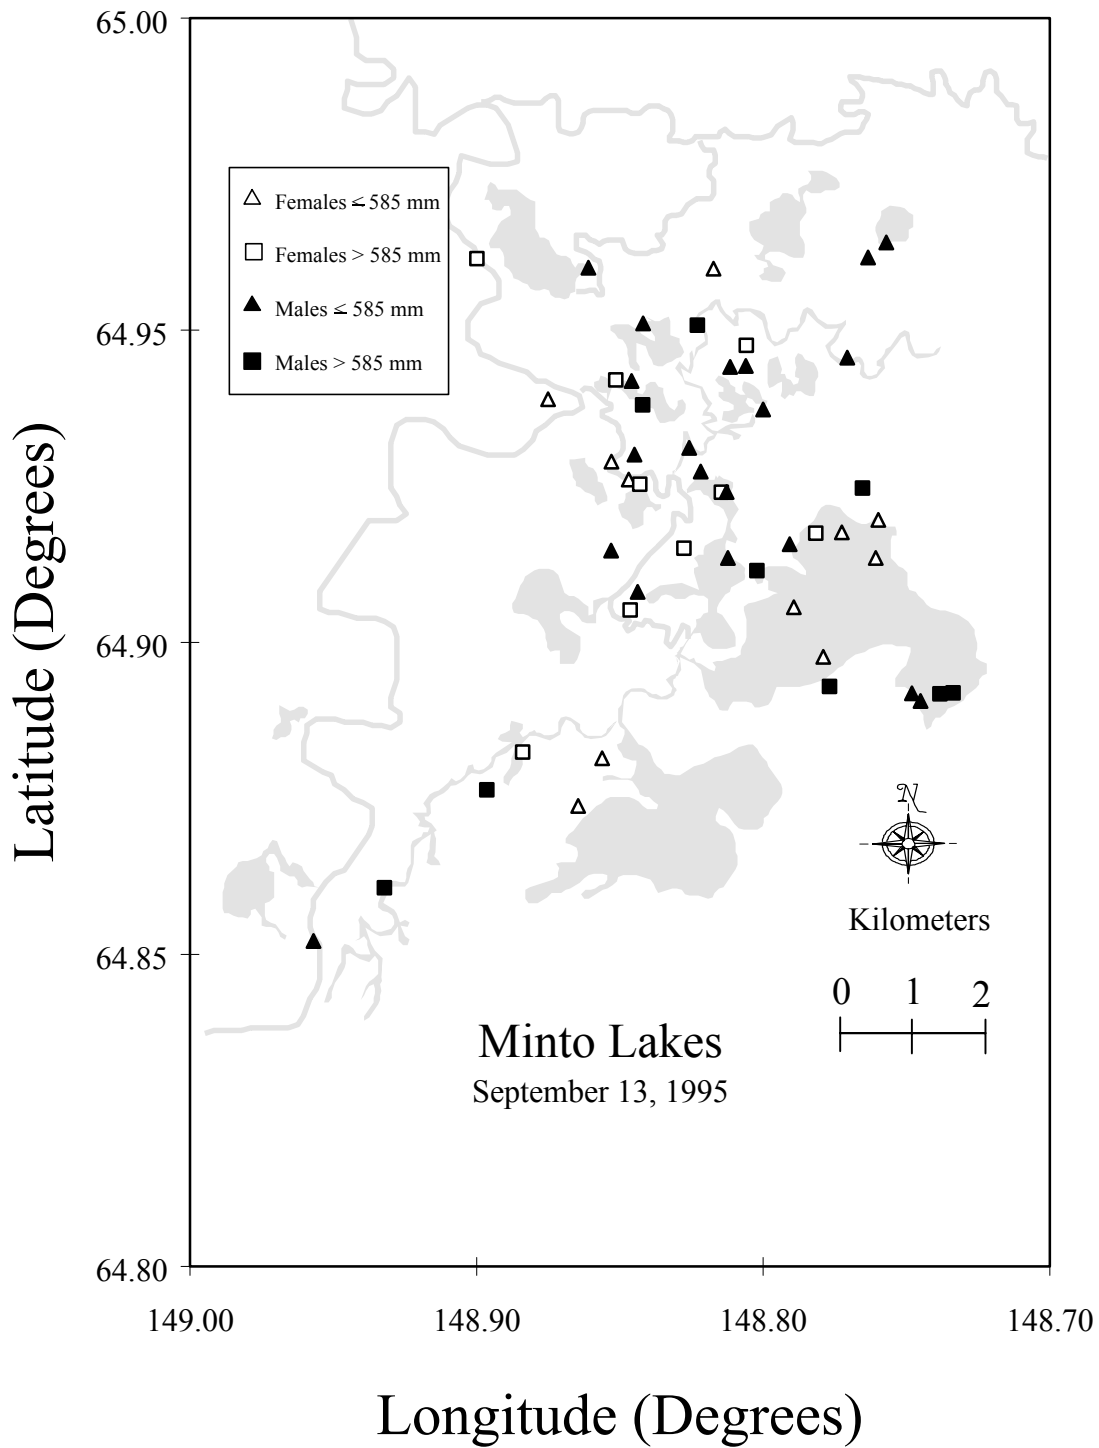 65.00
Females ≤ 585 mm
Females > 585 mm
Males ≤ 585 mm
Males > 585 mm
64.95
64.90
64.85
64.80
Latitude (Degrees)
N
Kilometers
0 1 2
Minto Lakes
September 13, 1995
149.00 148.90 148.80 148.70
Longitude (Degrees)